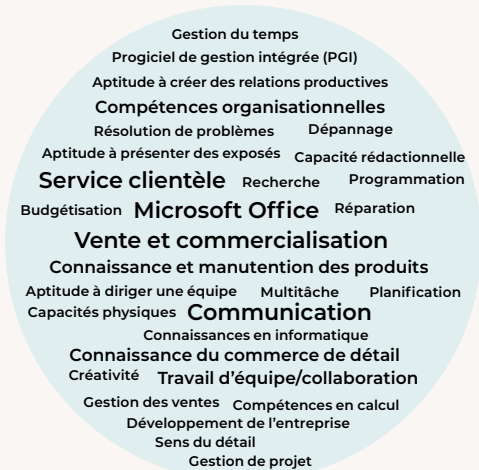 Gestion du temps
Progiciel de gestion intégrée (PGI)
Aptitude à créer des relations productives
Compétences organisationnelles
Résolution de problèmes Dépannage
Aptitude à présenter des exposés Capacité rédactionnelle
Service clientèle Recherche Programmation
Budgétisation Microsoft Office Réparation
Vente et commercialisation
Connaissance et manutention des produits
Aptitude à diriger une équipe Multitâche Planification
Capacités physiques Communication
Connaissances en informatique
Connaissance du commerce de détail
Créativité Travail d’équipe/collaboration
Gestion des ventes Compétences en calcul
Développement de l’entreprise
Sens du détail
Gestion de projet